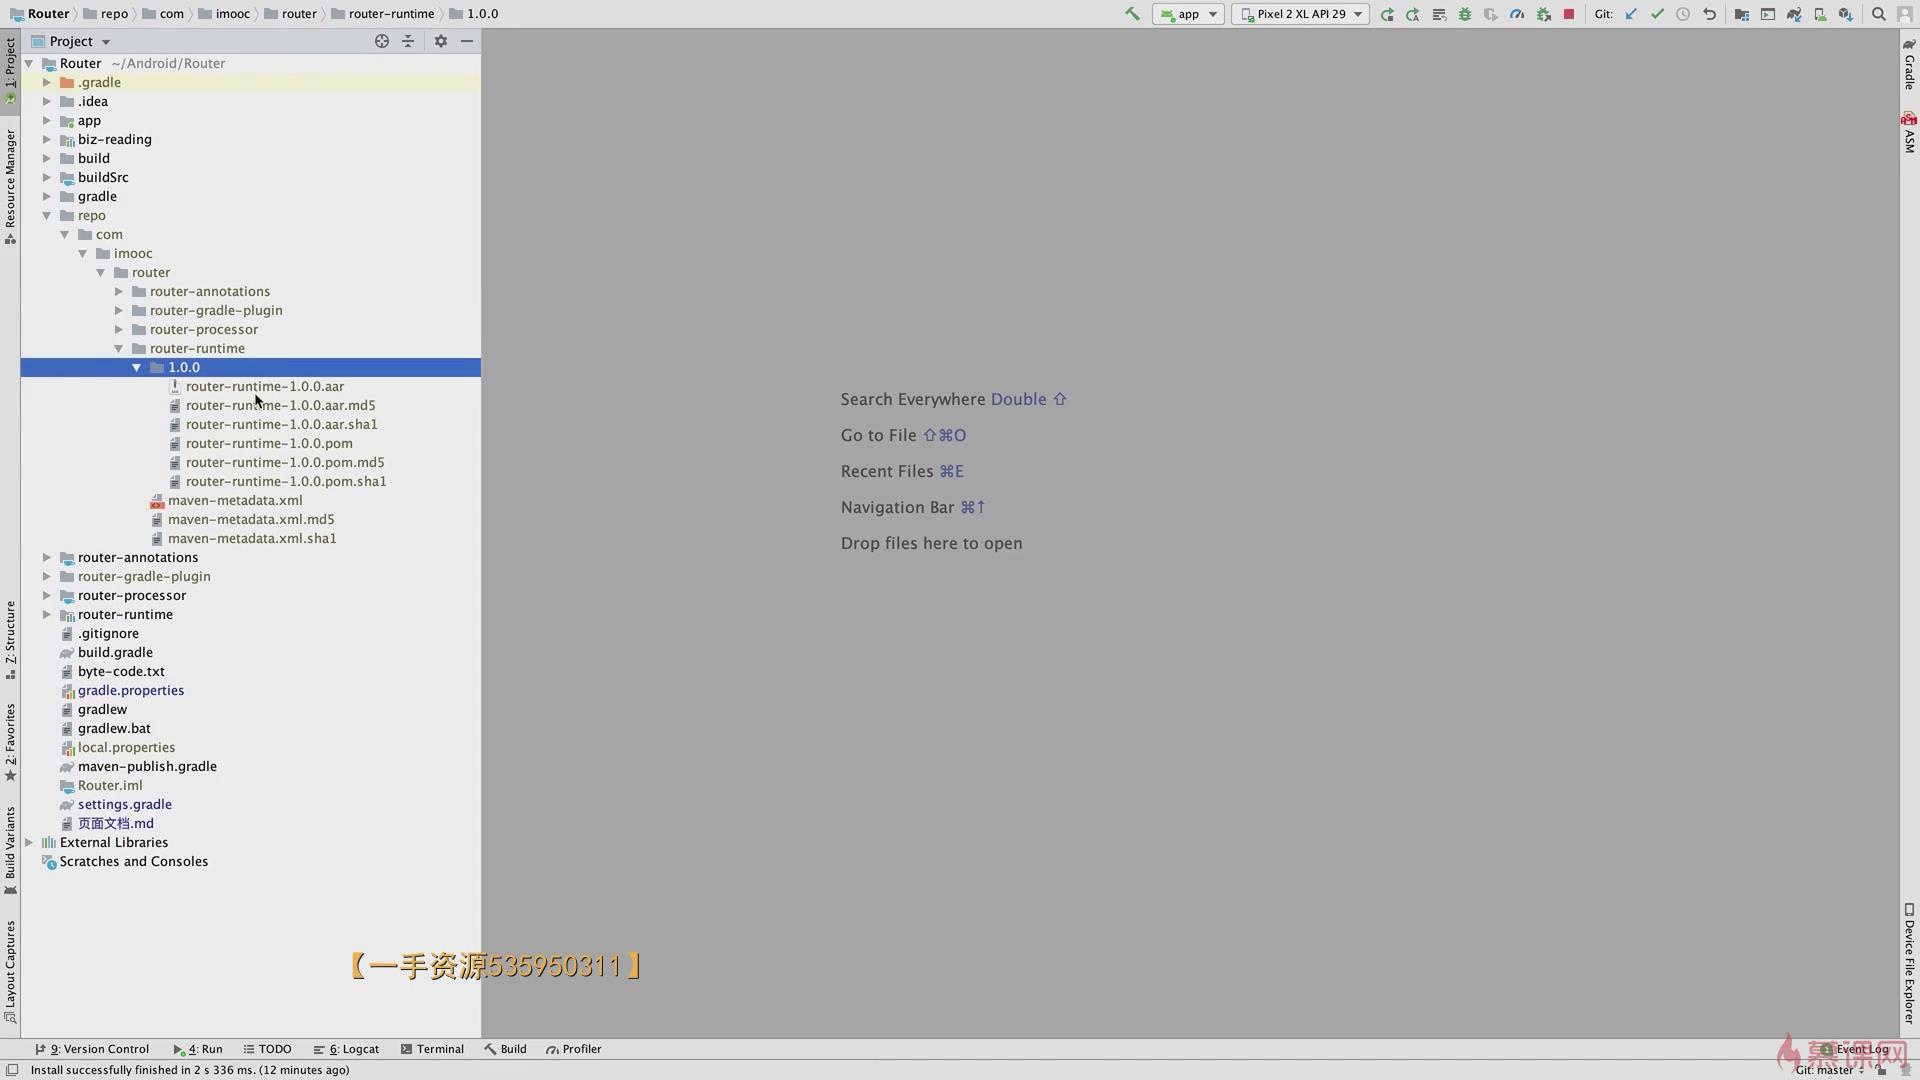 Router repo com imooc router router-runtime 1.0.0
app
Pixel 2 XL API 29
Git:
Project
Router ~/Android/Router
.gradle
.idea
app
biz-reading
build
buildSrc
gradle
repo
com
imooc
router
router-annotations
router-gradle-plugin
router-processor
router-runtime
1.0.0
router-runtime-1.0.0.aar
router-runtime-1.0.0.aar.md5
router-runtime-1.0.0.aar.sha1
router-runtime-1.0.0.pom
router-runtime-1.0.0.pom.md5
router-runtime-1.0.0.pom.sha1
maven-metadata.xml
maven-metadata.xml.md5
maven-metadata.xml.sha1
router-annotations
router-gradle-plugin
router-processor
router-runtime
.gitignore
build.gradle
byte-code.txt
gradle.properties
gradlew
gradlew.bat
local.properties
maven-publish.gradle
Router.iml
settings.gradle
页面文档.md
External Libraries
Scratches and Consoles
1: Project
Resource Manager
Z: Structure
2: Favorites
Build Variants
Layout Captures
Search Everywhere Double ⇧
Go to File ⇧⌘O
Recent Files ⌘E
Navigation Bar ⌘↑
Drop files here to open
Gradle
ASM
Device File Explorer
【一手资源535950311】
9: Version Control
4: Run
TODO
6: Logcat
Terminal
Build
Profiler
Event Log
慕课网
Install successfully finished in 2 s 336 ms. (12 minutes ago)
Git: master